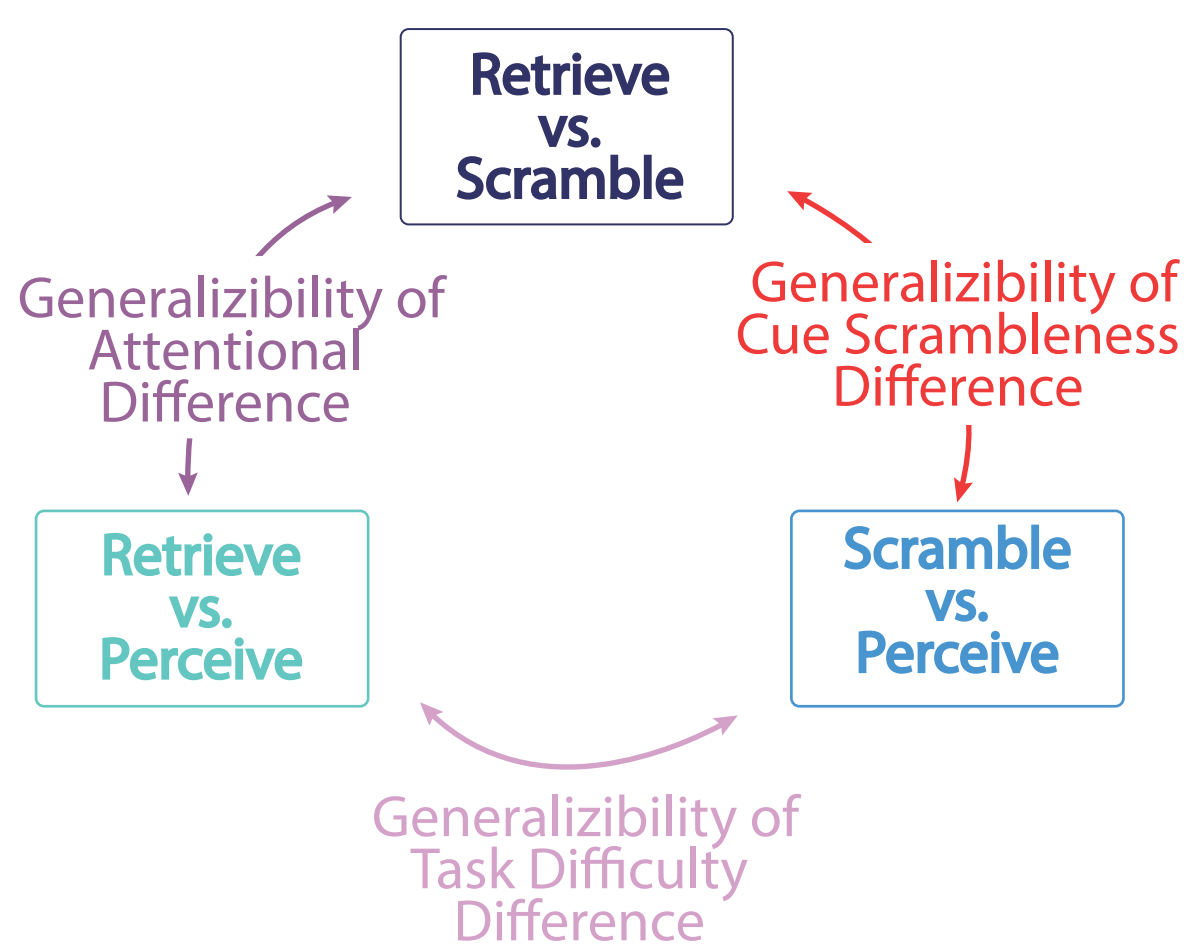 Retrieve
vs.
Scramble
Generalizibility of
Attentional
Difference
Generalizibility of
Cue Scrambleness
Difference
Retrieve
vs.
Perceive
Scramble
vs.
Perceive
Generalizibility of
Task Difficulty
Difference